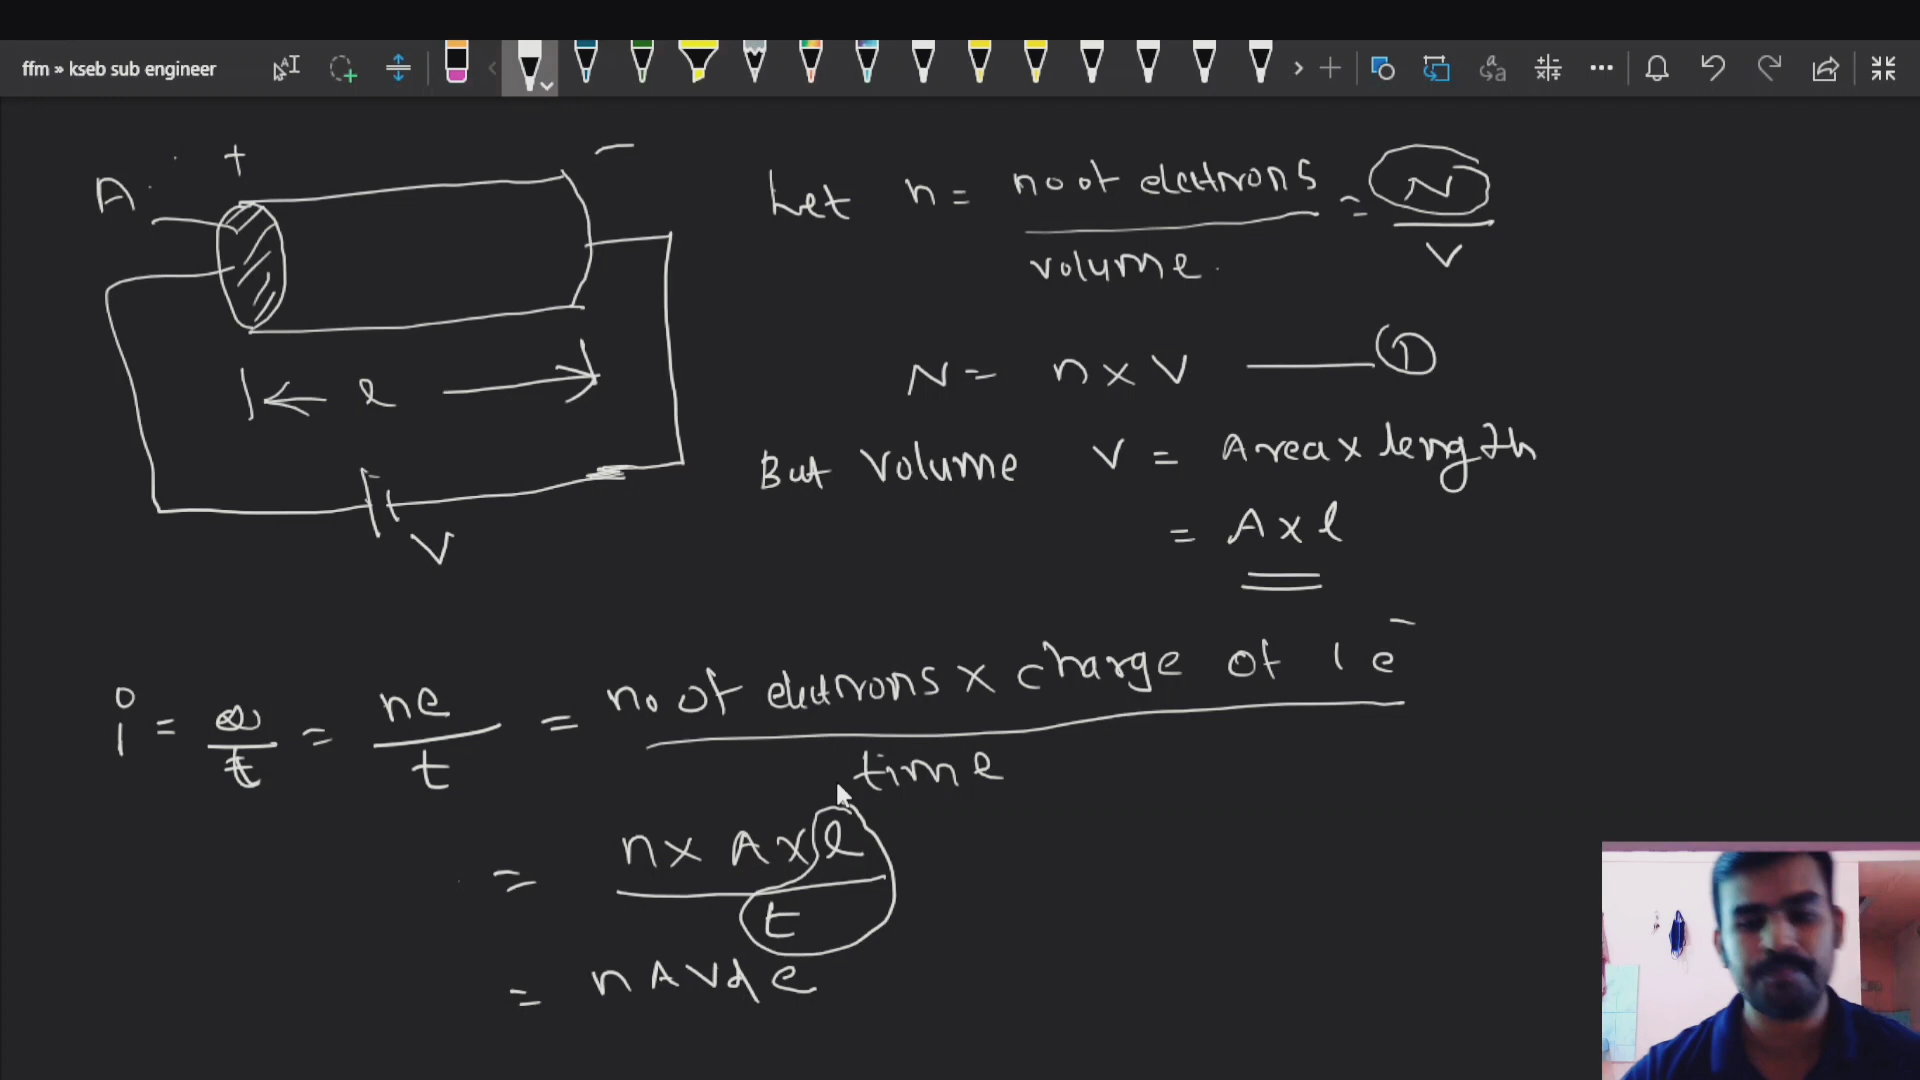 ffm » kseb sub engineer
A + −
Let n = no of electrons / volume = N / V
N = n x V — ①
l
But Volume V = Area x length
= A x l
V
i = Q / t = ne / t = no. of electrons x charge of 1 e⁻ / time
= n x A x l / t
= n A Vd e